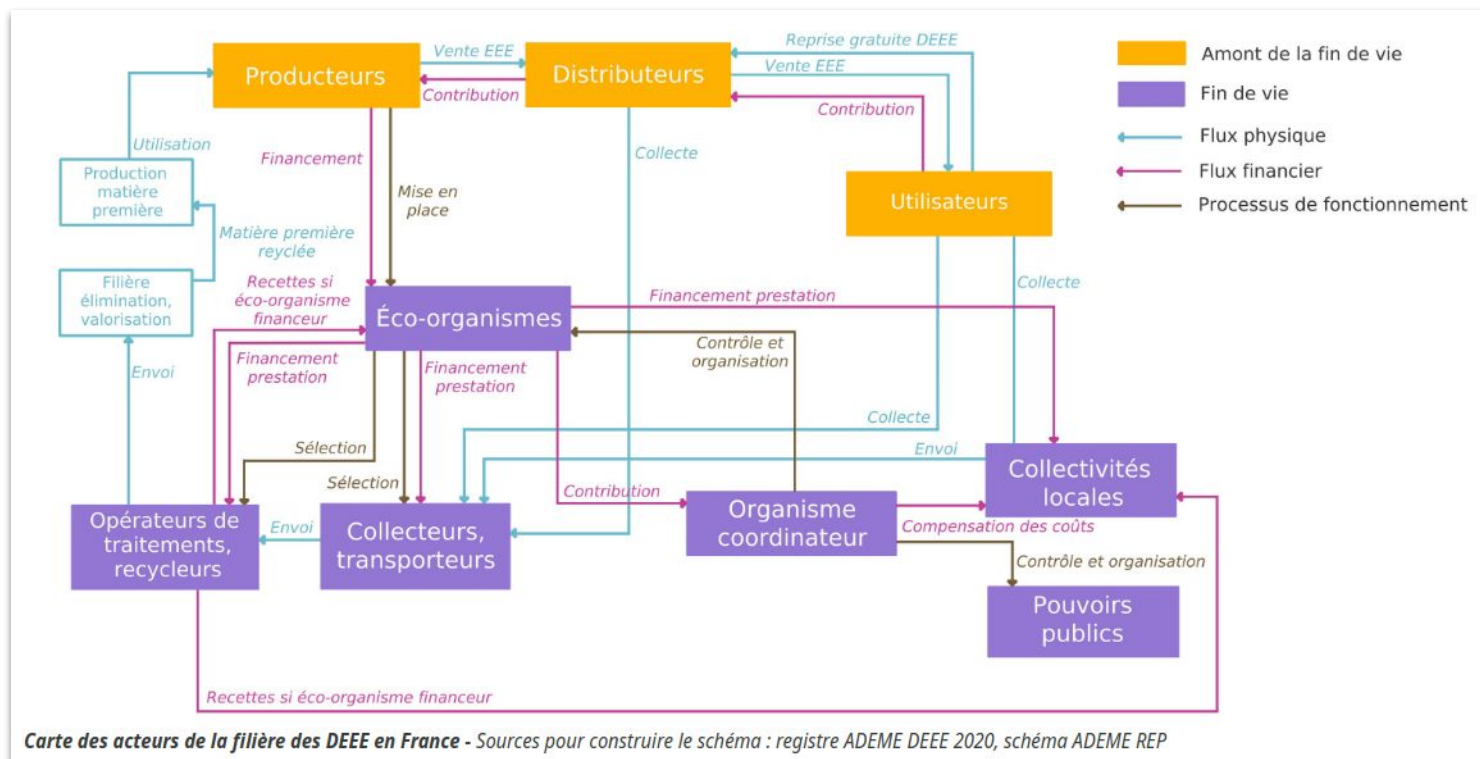 Producteurs
Vente EEE
Contribution
Distributeurs
Reprise gratuite DEEE
Vente EEE
Contribution
Amont de la fin de vie
Fin de vie
Flux physique
Flux financier
Processus de fonctionnement
Utilisation
Financement
Collecte
Production
matière
première
Mise en
place
Utilisateurs
Matière première
reyclée
Filière
élimination,
valorisation
Recettes si
éco-organisme
financeur
Éco-organismes
Financement prestation
Collecte
Contrôle et
organisation
Envoi
Financement
prestation
Financement
prestation
Collecte
Sélection
Sélection
Envoi
Collectivités
locales
Contribution
Opérateurs de
traitements,
recycleurs
Envoi
Collecteurs,
transporteurs
Organisme
coordinateur
Compensation des coûts
Contrôle et organisation
Pouvoirs
publics
Recettes si éco-organisme financeur
Carte des acteurs de la filière des DEEE en France - Sources pour construire le schéma : registre ADEME DEEE 2020, schéma ADEME REP